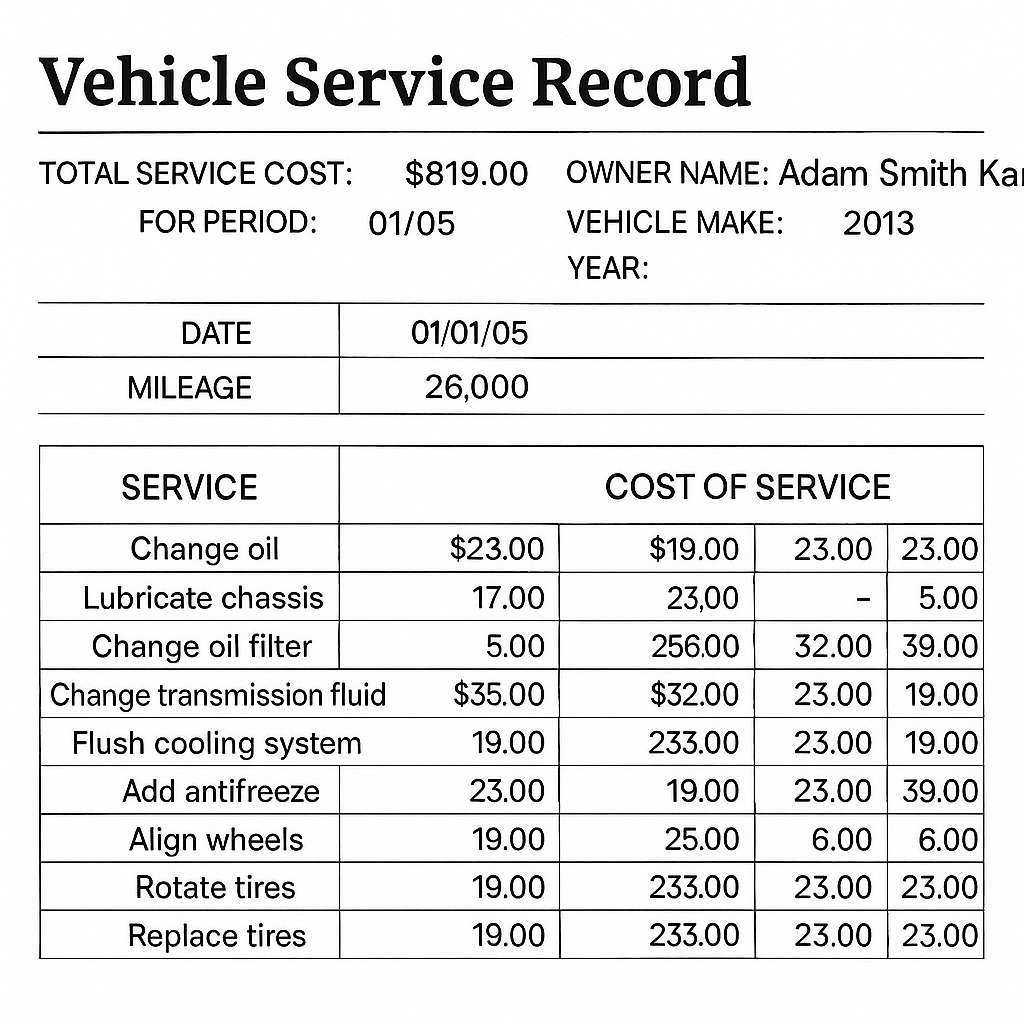 Vehicle Service Record
TOTAL SERVICE COST: $819.00 OWNER NAME: Adam Smith
FOR PERIOD: 01/05 VEHICLE MAKE: 2013
YEAR:
DATE 01/01/05
MILEAGE 26,000
SERVICE COST OF SERVICE
Change oil $23.00 $19.00 23.00 23.00
Lubricate chassis 17.00 23,00 – 5.00
Change oil filter 5.00 256.00 32.00 39.00
Change transmission fluid $35.00 $32.00 23.00 19.00
Flush cooling system 19.00 233.00 23.00 19.00
Add antifreeze 23.00 19.00 23.00 39.00
Align wheels 19.00 25.00 6.00 6.00
Rotate tires 19.00 233.00 23.00 23.00
Replace tires 19.00 233.00 23.00 23.00